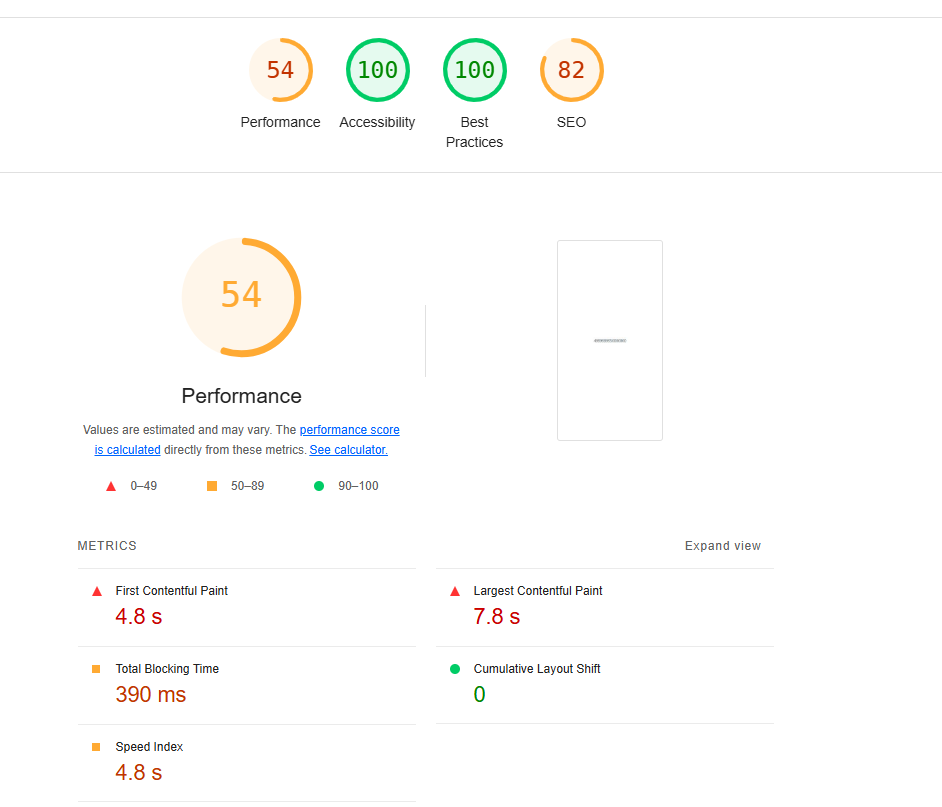 54
100
100
82
Performance
Accessibility
Best
Practices
SEO
54
Performance
Values are estimated and may vary. The performance score
is calculated directly from these metrics. See calculator.
0–49
50–89
90–100
METRICS
Expand view
First Contentful Paint
4.8 s
Largest Contentful Paint
7.8 s
Total Blocking Time
390 ms
Cumulative Layout Shift
0
Speed Index
4.8 s